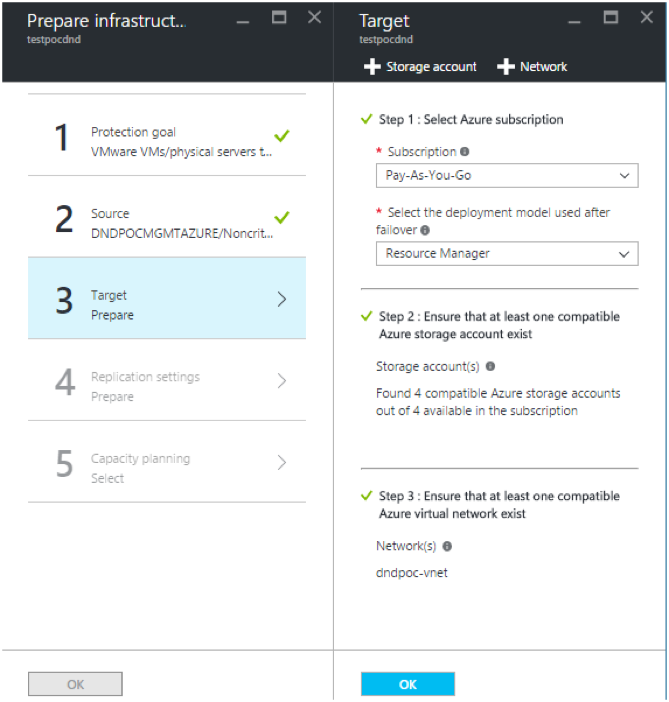 Prepare infrastruct...
testpocdnd
1
Protection goal
VMware VMs/physical servers t...
2
Source
DNDPOCMGMTAZURE/Noncrit...
3
Target
Prepare
4
Replication settings
Prepare
5
Capacity planning
Select
OK
Target
testpocdnd
Storage account
Network
Step 1 : Select Azure subscription
* Subscription
Pay-As-You-Go
* Select the deployment model used after
failover
Resource Manager
Step 2 : Ensure that at least one compatible
Azure storage account exist
Storage account(s)
Found 4 compatible Azure storage accounts
out of 4 available in the subscription
Step 3 : Ensure that at least one compatible
Azure virtual network exist
Network(s)
dndpoc-vnet
OK